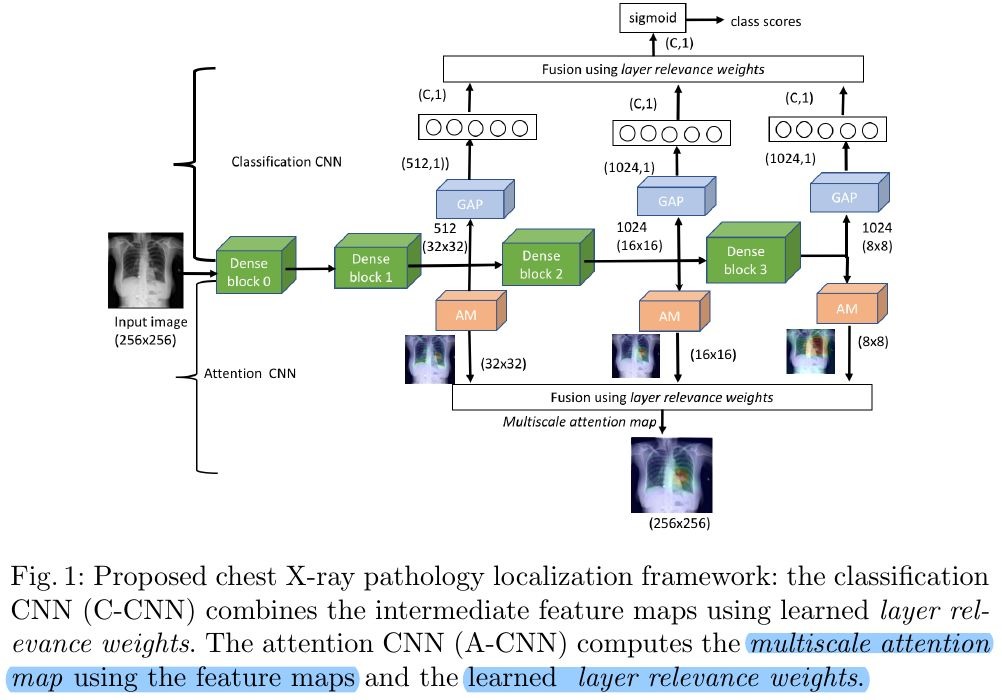 sigmoid
class scores
(C,1)
Fusion using layer relevance weights
(C,1)
(C,1)
(C,1)
Classification CNN
(512,1))
(1024,1)
(1024,1)
GAP
GAP
GAP
512
(32x32)
1024
(16x16)
1024
(8x8)
Dense
block 0
Dense
block 1
Dense
block 2
Dense
block 3
Input image
(256x256)
AM
AM
AM
(32x32)
(16x16)
(8x8)
Attention CNN
Fusion using layer relevance weights
Multiscale attention map
(256x256)
Fig. 1: Proposed chest X-ray pathology localization framework: the classification
CNN (C-CNN) combines the intermediate feature maps using learned layer rel-
evance weights. The attention CNN (A-CNN) computes the multiscale attention
map using the feature maps and the learned layer relevance weights.